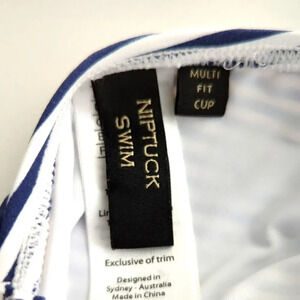 NIPTUCK
SWIM
MULTI
FIT
CUP
Exclusive of trim
Designed in
Sydney - Australia
Made in China